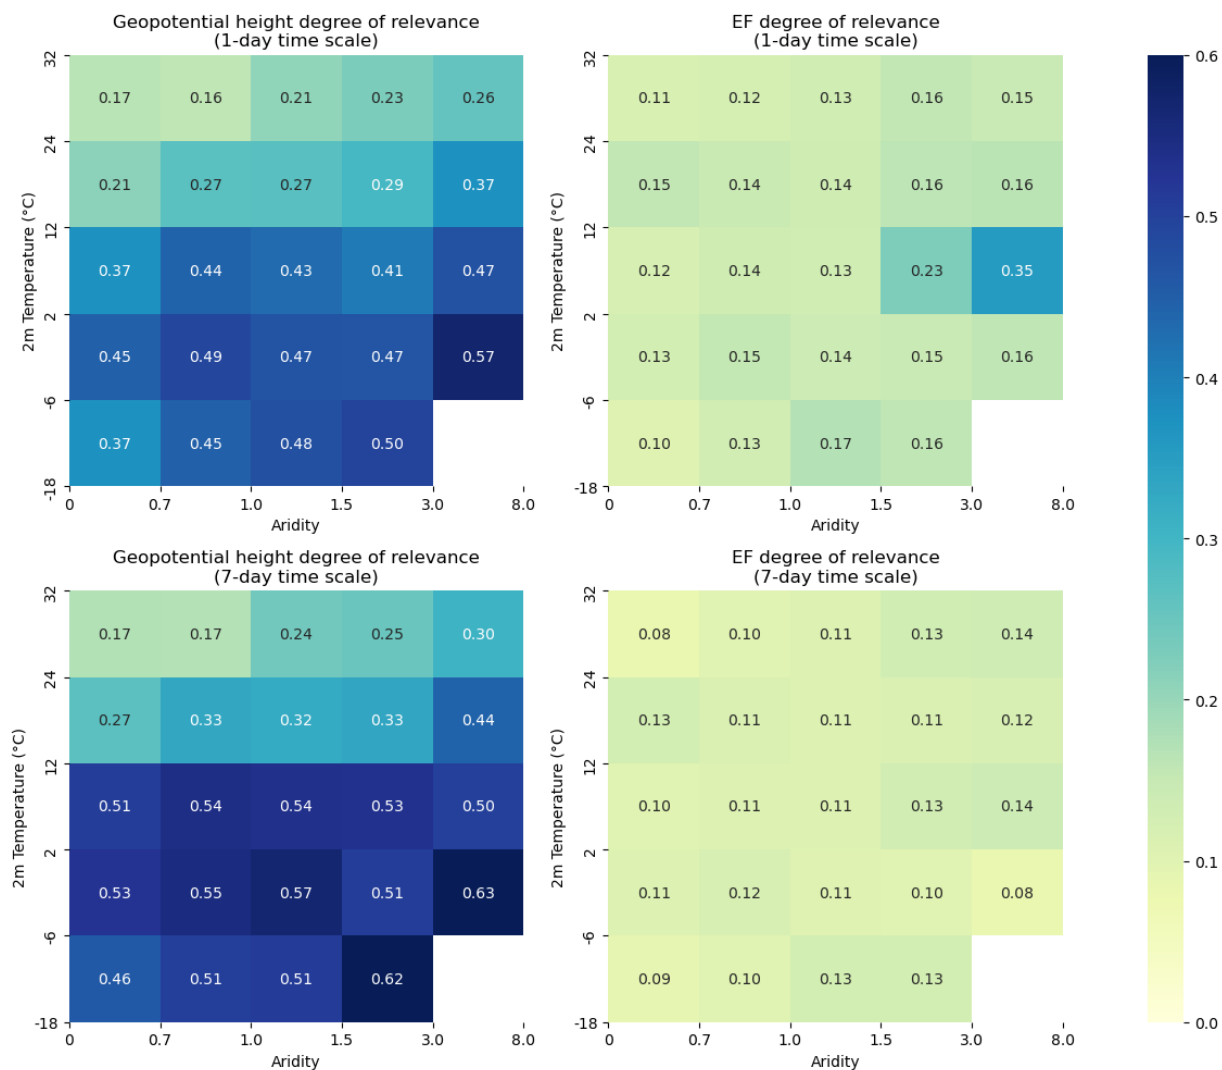 Geopotential height degree of relevance
(1-day time scale)
EF degree of relevance
(1-day time scale)
32
0.17 0.16 0.21 0.23 0.26
24
0.21 0.27 0.27 0.29 0.37
12
0.37 0.44 0.43 0.41 0.47
2
0.45 0.49 0.47 0.47 0.57
-6
0.37 0.45 0.48 0.50
-18
2m Temperature (°C)
0 0.7 1.0 1.5 3.0 8.0
Aridity
32
0.11 0.12 0.13 0.16 0.15
24
0.15 0.14 0.14 0.16 0.16
12
0.12 0.14 0.13 0.23 0.35
2
0.13 0.15 0.14 0.15 0.16
-6
0.10 0.13 0.17 0.16
-18
2m Temperature (°C)
0 0.7 1.0 1.5 3.0 8.0
Aridity
Geopotential height degree of relevance
(7-day time scale)
EF degree of relevance
(7-day time scale)
32
0.17 0.17 0.24 0.25 0.30
24
0.27 0.33 0.32 0.33 0.44
12
0.51 0.54 0.54 0.53 0.50
2
0.53 0.55 0.57 0.51 0.63
-6
0.46 0.51 0.51 0.62
-18
2m Temperature (°C)
0 0.7 1.0 1.5 3.0 8.0
Aridity
32
0.08 0.10 0.11 0.13 0.14
24
0.13 0.11 0.11 0.11 0.12
12
0.10 0.11 0.11 0.13 0.14
2
0.11 0.12 0.11 0.10 0.08
-6
0.09 0.10 0.13 0.13
-18
2m Temperature (°C)
0 0.7 1.0 1.5 3.0 8.0
Aridity
0.6
0.5
0.4
0.3
0.2
0.1
0.0